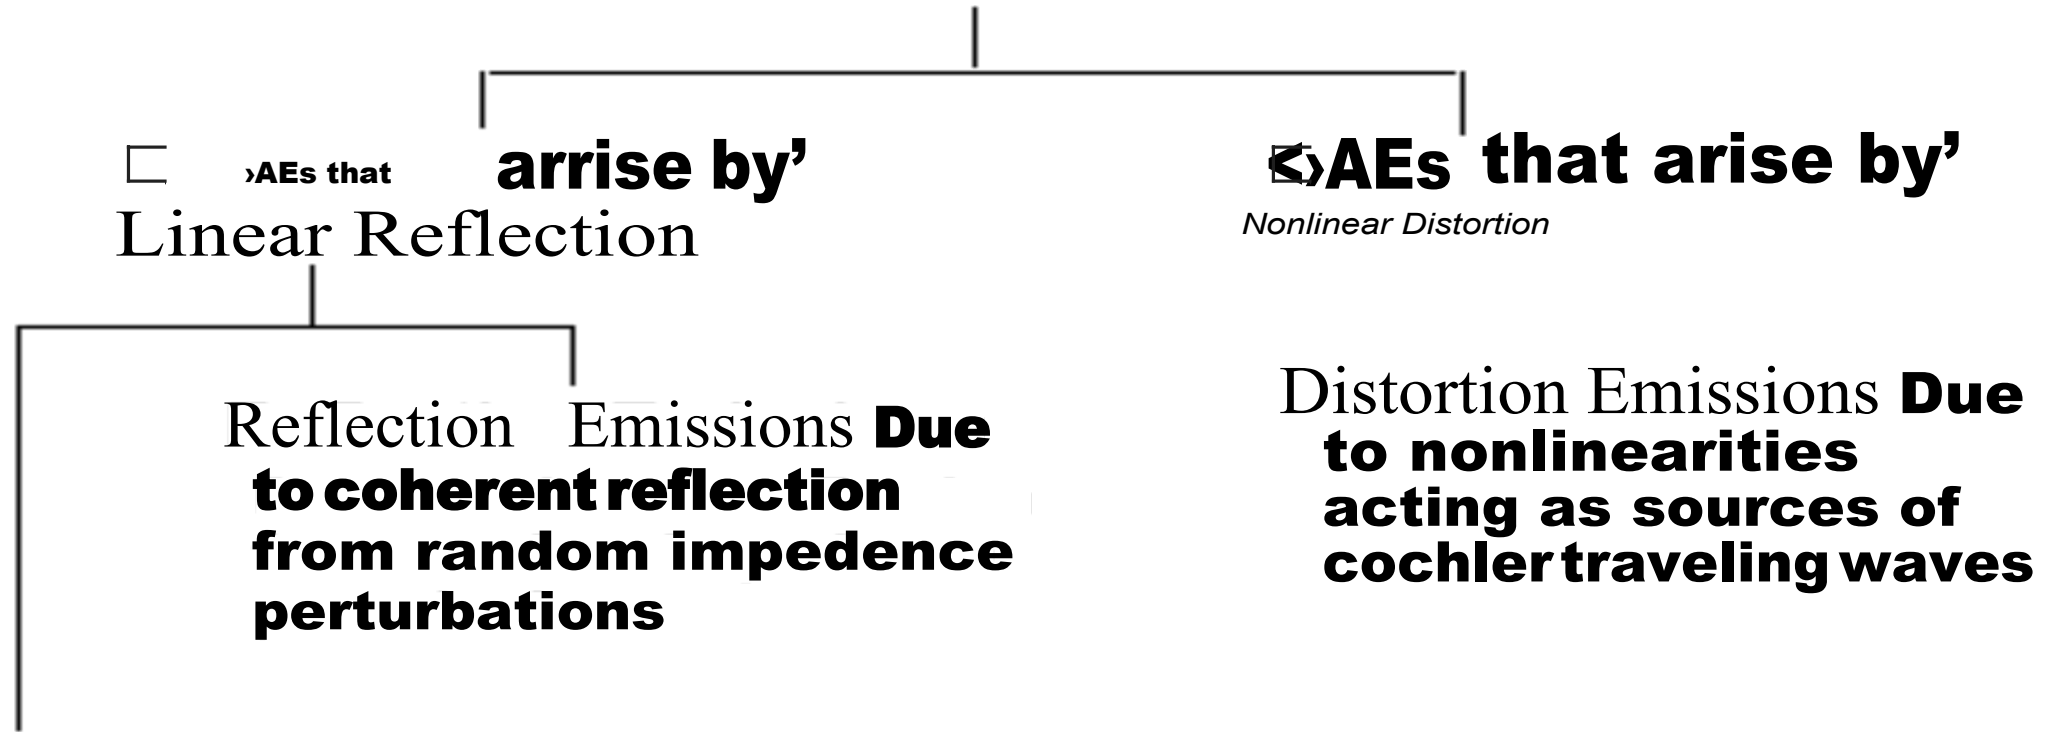 ›AEs that arrise by’
Linear Reflection
‹›AEs that arise by’
Nonlinear Distortion
Reflection Emissions Due
to coherent reflection
from random impedence
perturbations
Distortion Emissions Due
to nonlinearities
acting as sources of
cochler traveling waves